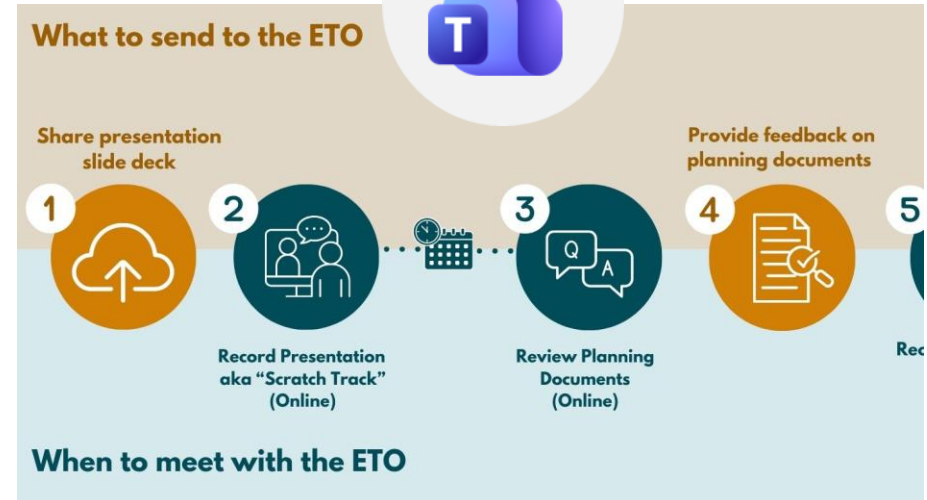 What to send to the ETO
T
Share presentation
slide deck
Provide feedback on
planning documents
1
2
3
4
5
Q
A
Record Presentation
aka “Scratch Track”
(Online)
Review Planning
Documents
(Online)
Rec
When to meet with the ETO